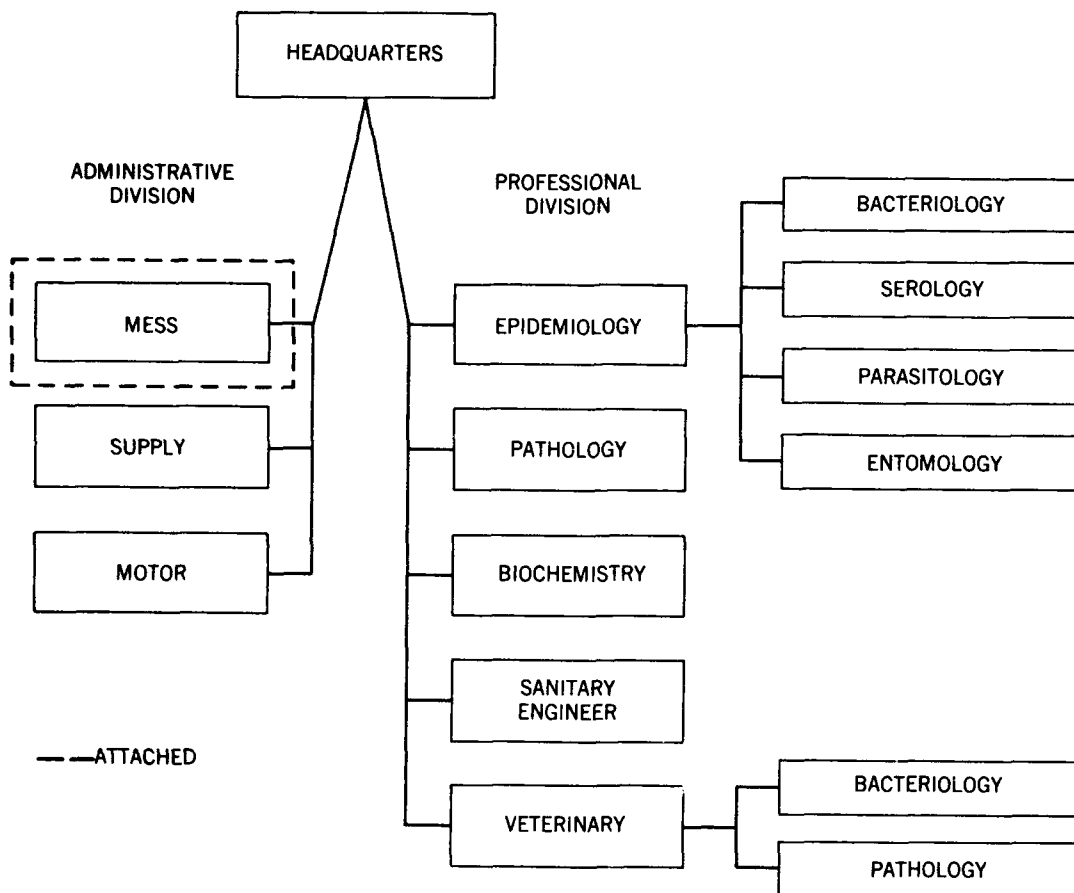 HEADQUARTERS
ADMINISTRATIVE
DIVISION
MESS
SUPPLY
MOTOR
ATTACHED
PROFESSIONAL
DIVISION
EPIDEMIOLOGY
PATHOLOGY
BIOCHEMISTRY
SANITARY
ENGINEER
VETERINARY
BACTERIOLOGY
SEROLOGY
PARASITOLOGY
ENTOMOLOGY
BACTERIOLOGY
PATHOLOGY